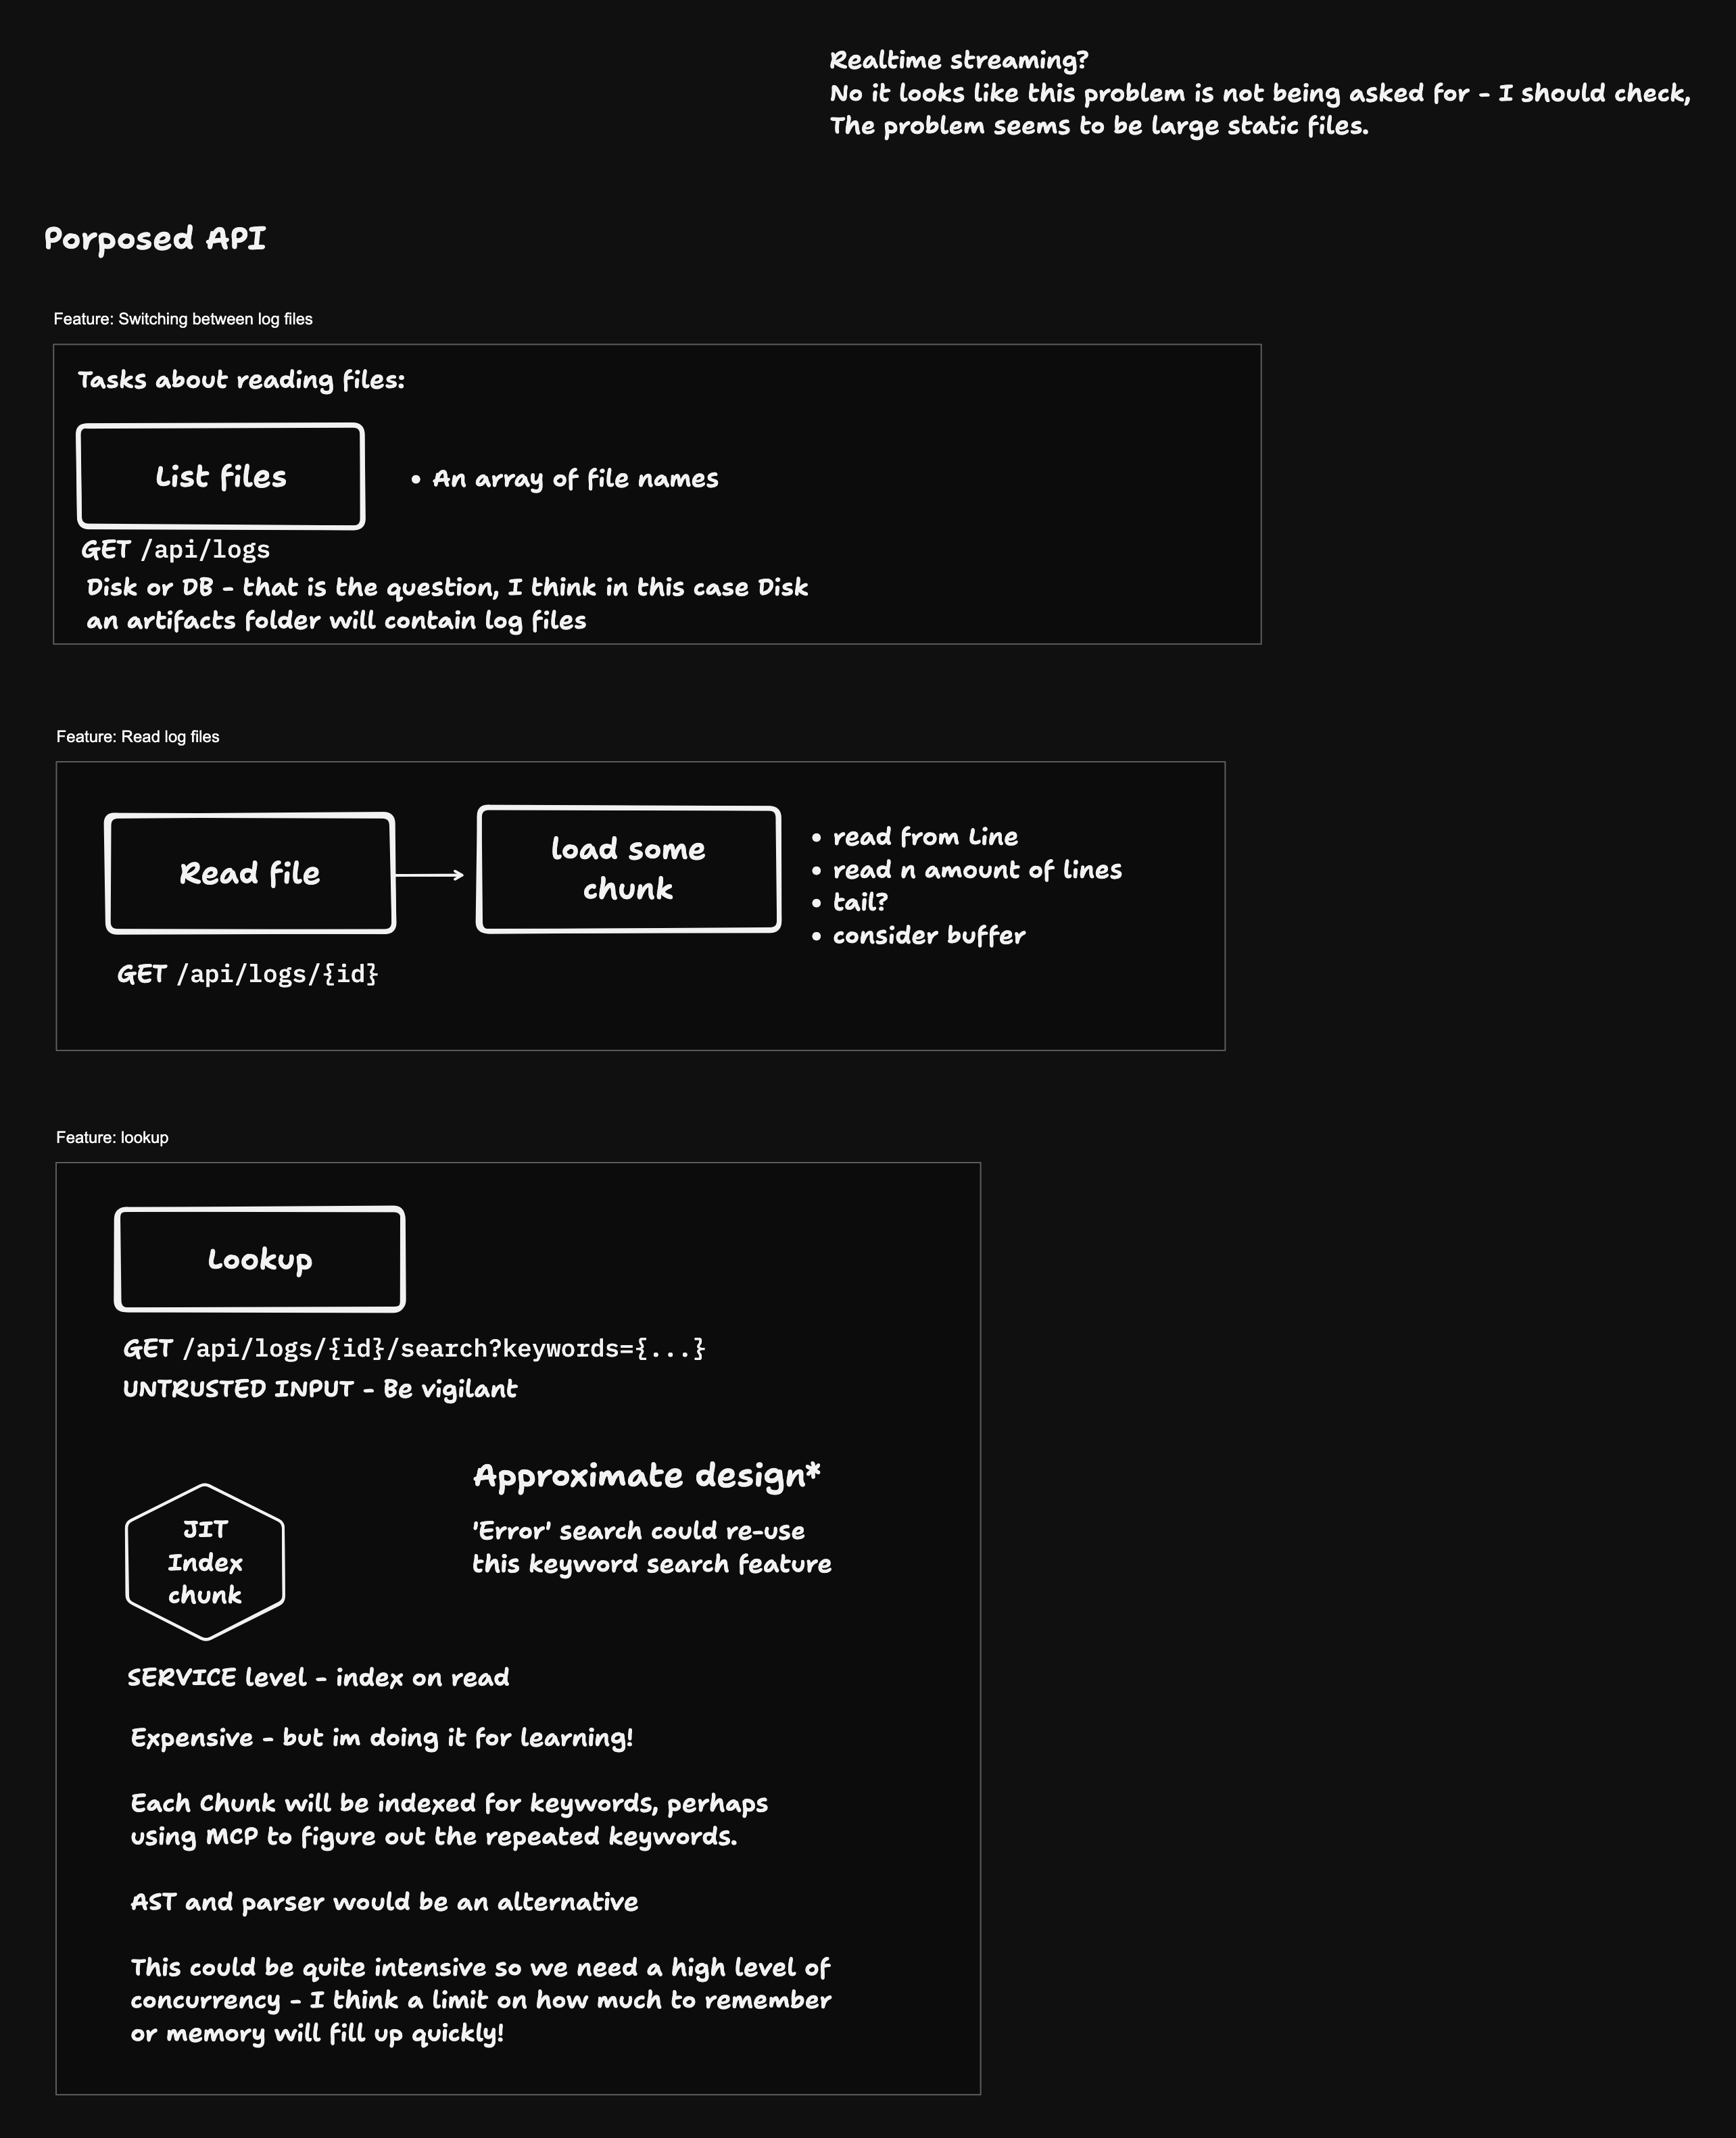 Realtime streaming?
No it looks like this problem is not being asked for - I should check,
The problem seems to be large static files.
Porposed API
Feature: Switching between log files
Tasks about reading files:
List files
• An array of file names
GET /api/logs
Disk or DB - that is the question, I think in this case Disk
an artifacts folder will contain log files
Feature: Read log files
Read file
load some
chunk
• read from Line
• read n amount of lines
• tail?
• consider buffer
GET /api/logs/{id}
Feature: lookup
Lookup
GET /api/logs/{id}/search?keywords={...}
UNTRUSTED INPUT - Be vigilant
Approximate design*
'Error' search could re-use
this keyword search feature
JIT
Index
chunk
SERVICE level - index on read
Expensive - but im doing it for learning!
Each Chunk will be indexed for keywords, perhaps
using MCP to figure out the repeated keywords.
AST and parser would be an alternative
This could be quite intensive so we need a high level of
concurrency - I think a limit on how much to remember
or memory will fill up quickly!